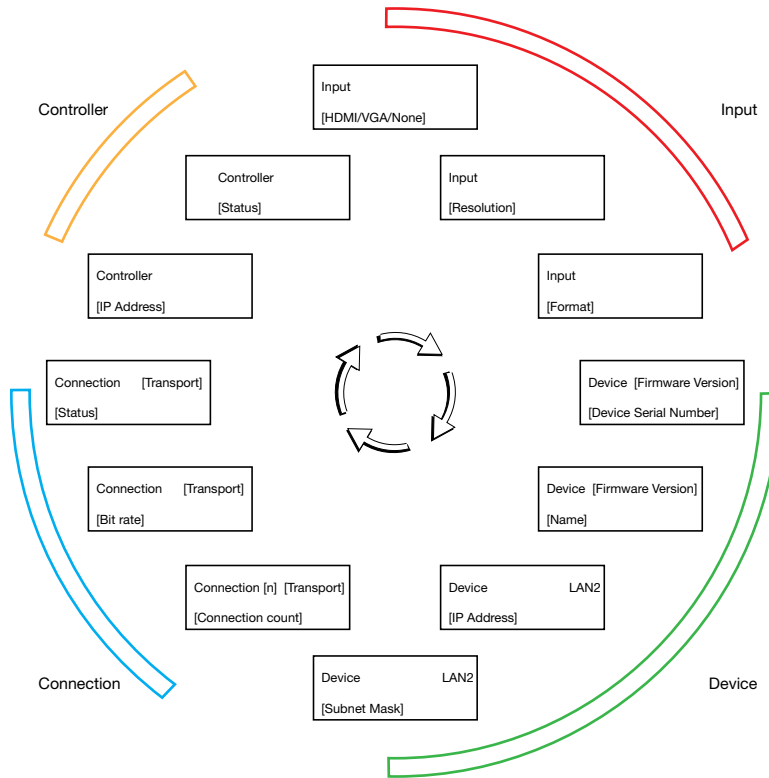 Controller
Input
Input
[HDMI/VGA/None]
Controller
[Status]
Input
[Resolution]
Controller
[IP Address]
Input
[Format]
Connection [Transport]
[Status]
Device [Firmware Version]
[Device Serial Number]
Connection [Transport]
[Bit rate]
Device [Firmware Version]
[Name]
Connection [n] [Transport]
[Connection count]
Device LAN2
[IP Address]
Device LAN2
[Subnet Mask]
Connection
Device